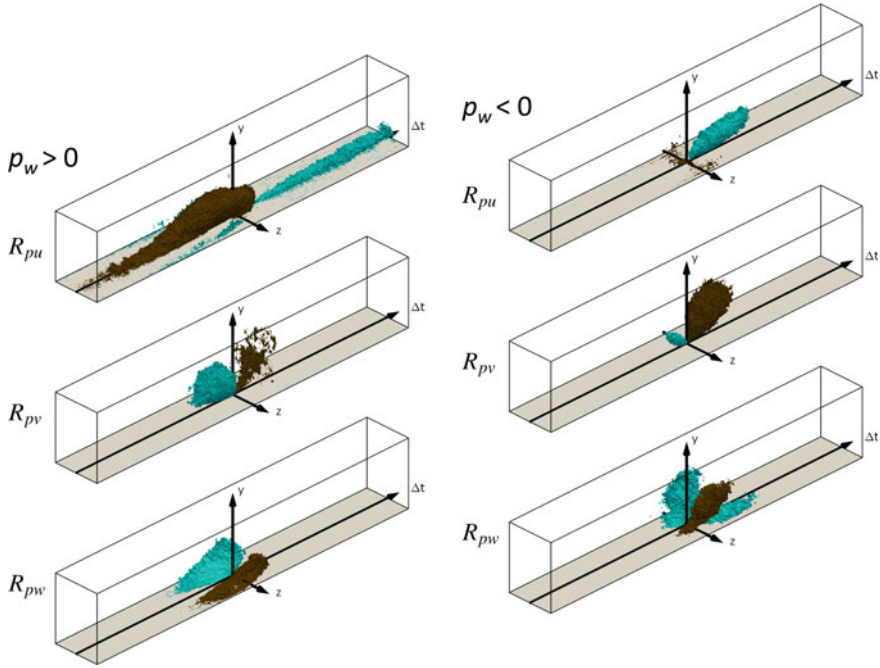 p_w > 0
y
Δt
z
R_pu
y
Δt
z
R_pv
y
Δt
z
R_pw
p_w < 0
y
Δt
z
R_pu
y
Δt
z
R_pv
y
Δt
z
R_pw